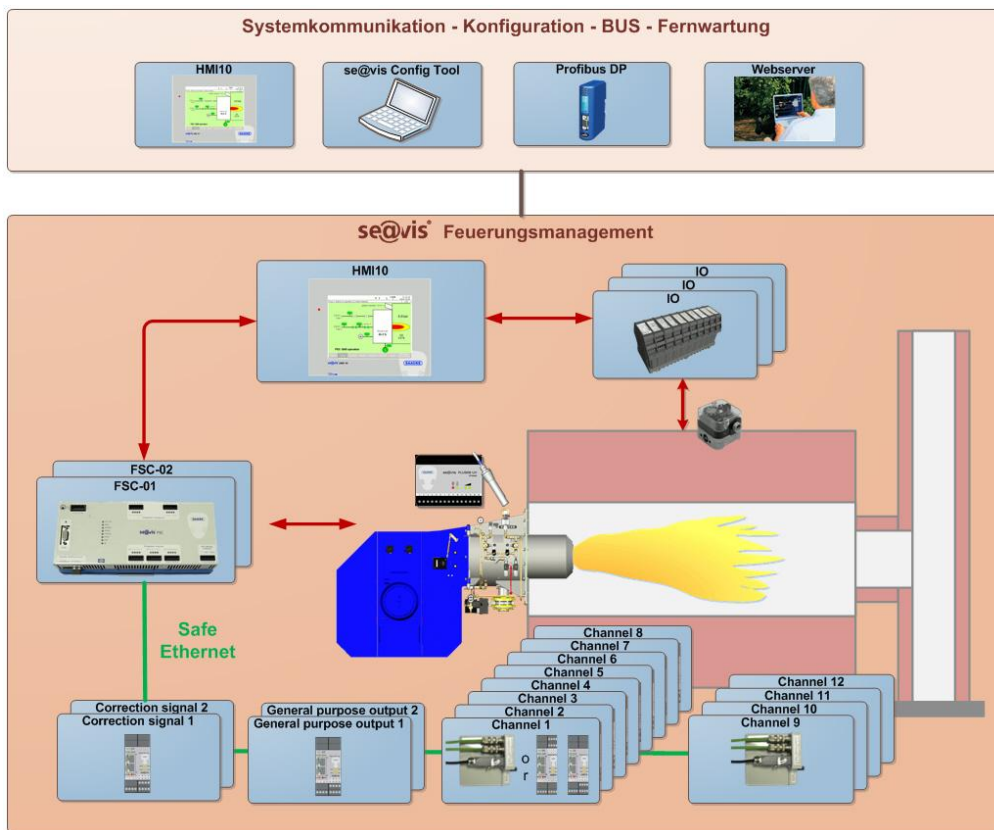 Systemkommunikation - Konfiguration - BUS - Fernwartung
HMI10
se@vis Config Tool
Profibus DP
Webserver
se@vis® Feuerungsmanagement
HMI10
IO
IO
IO
FSC-02
FSC-01
Safe
Ethernet
Correction signal 2
Correction signal 1
General purpose output 2
General purpose output 1
Channel 8
Channel 7
Channel 6
Channel 5
Channel 4
Channel 3
Channel 2
Channel 1
o
r
Channel 12
Channel 11
Channel 10
Channel 9